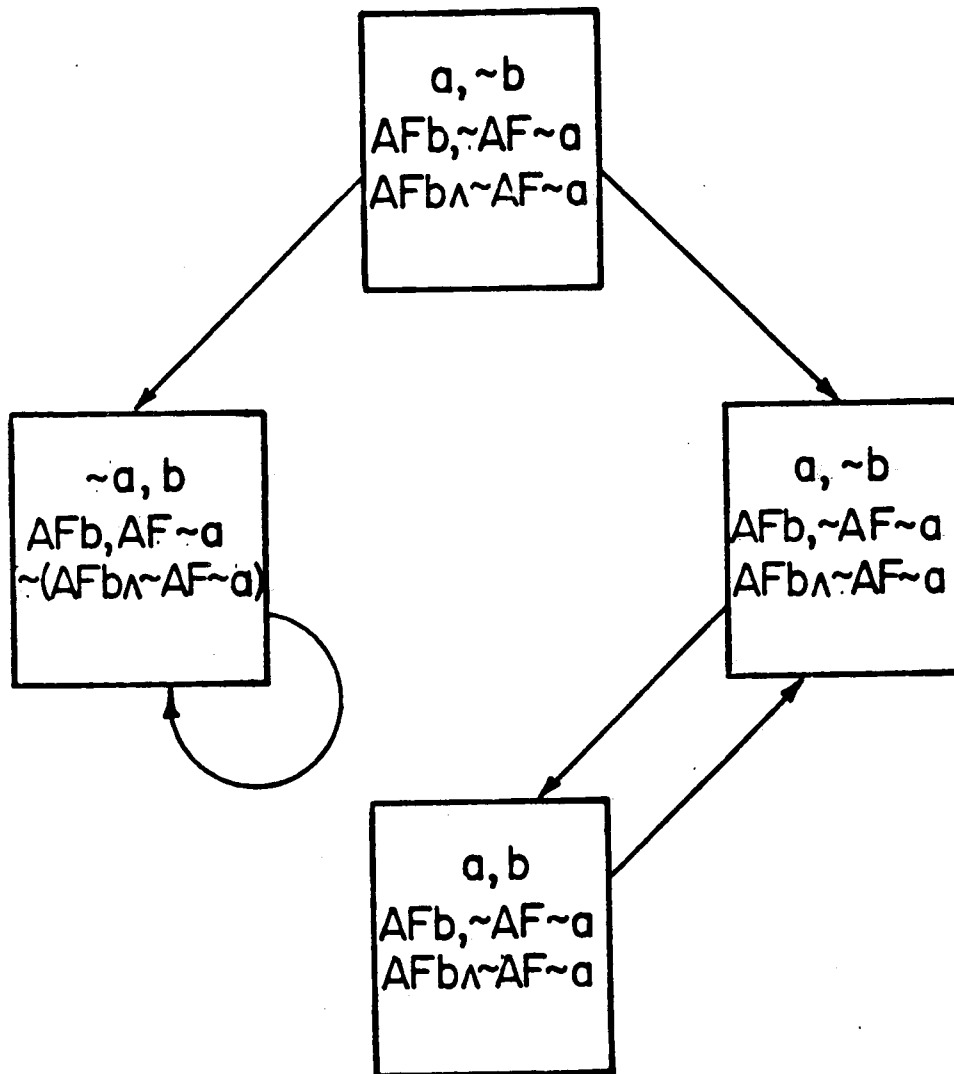 a, ~b
AFb, ~AF ~a
AFb∧~AF~a
~a, b
AFb, AF ~a
~(AFb∧~AF~a)
a, ~b
AFb, ~AF ~a
AFb∧~AF~a
a, b
AFb, ~AF ~a
AFb∧~AF~a